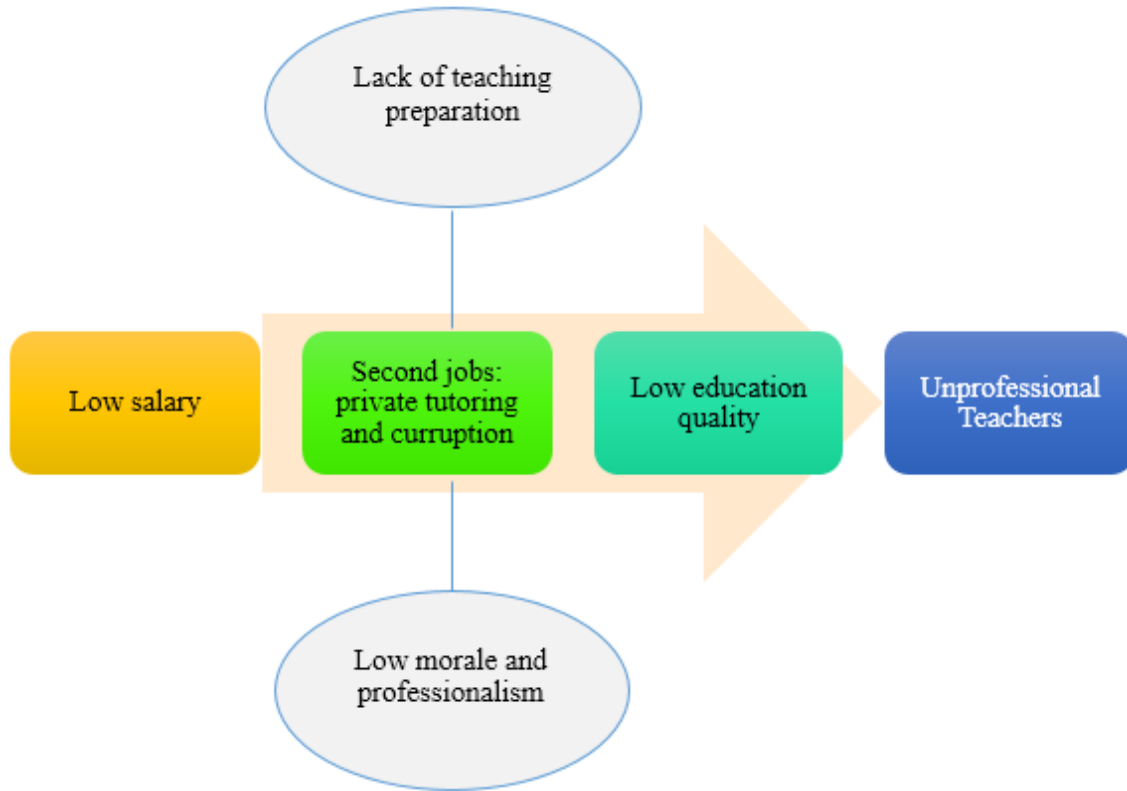 Lack of teaching
preparation
Low salary
Second jobs:
private tutoring
and curruption
Low education
quality
Unprofessional
Teachers
Low morale and
professionalism